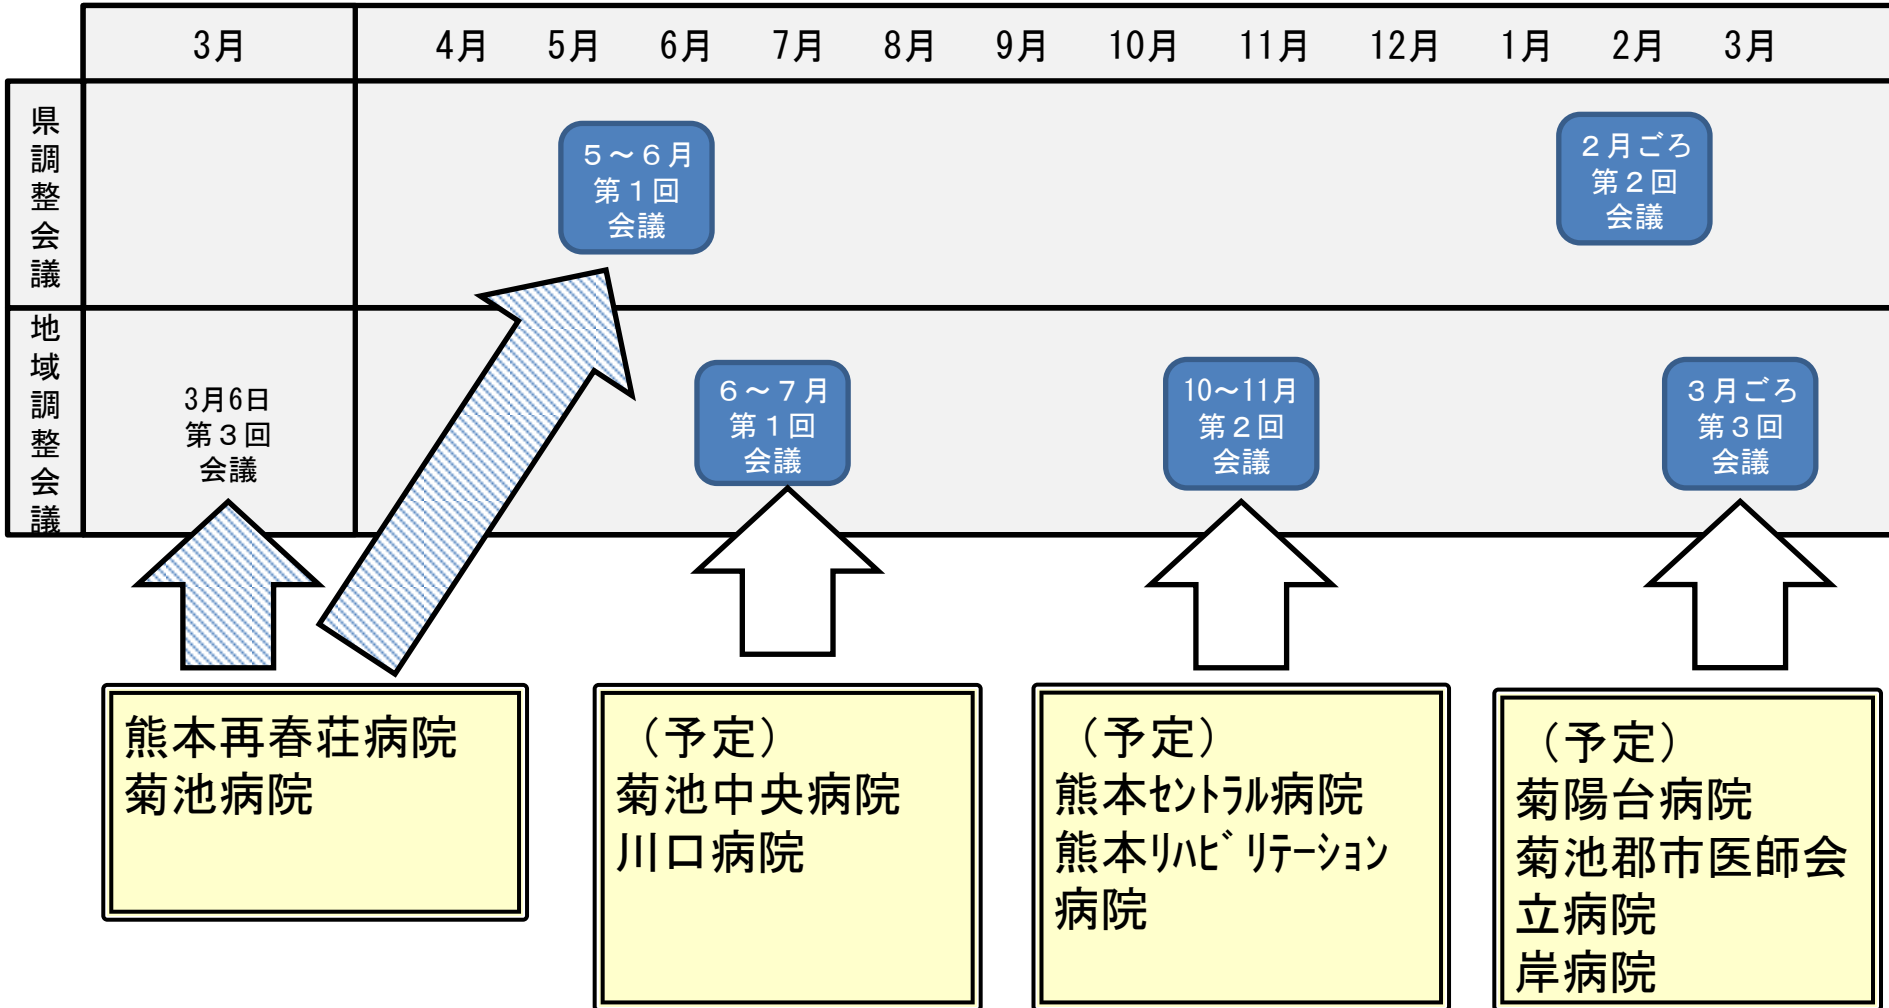 3月 4月 5月 6月 7月 8月 9月 10月 11月 12月 1月 2月 3月
県調整会議
５～６月
第１回
会議
２月ごろ
第２回
会議
地域調整会議
3月6日
第３回
会議
６～７月
第１回
会議
10～11月
第２回
会議
３月ごろ
第３回
会議
熊本再春荘病院
菊池病院
（予定）
菊池中央病院
川口病院
（予定）
熊本ｾﾝﾄﾗﾙ病院
熊本ﾘﾊﾋﾞﾘﾃｰｼｮﾝ
病院
（予定）
菊陽台病院
菊池郡市医師会
立病院
岸病院